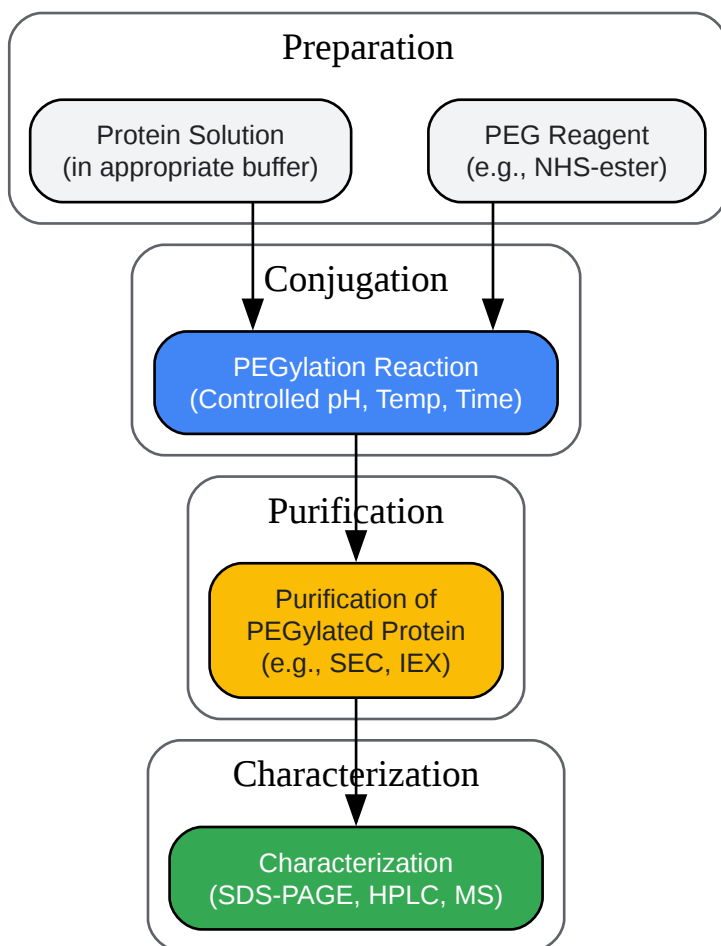 Preparation
Protein Solution
(in appropriate buffer)
PEG Reagent
(e.g., NHS-ester)
Conjugation
PEGylation Reaction
(Controlled pH, Temp, Time)
Purification
Purification of
PEGylated Protein
(e.g., SEC, IEX)
Characterization
Characterization
(SDS-PAGE, HPLC, MS)